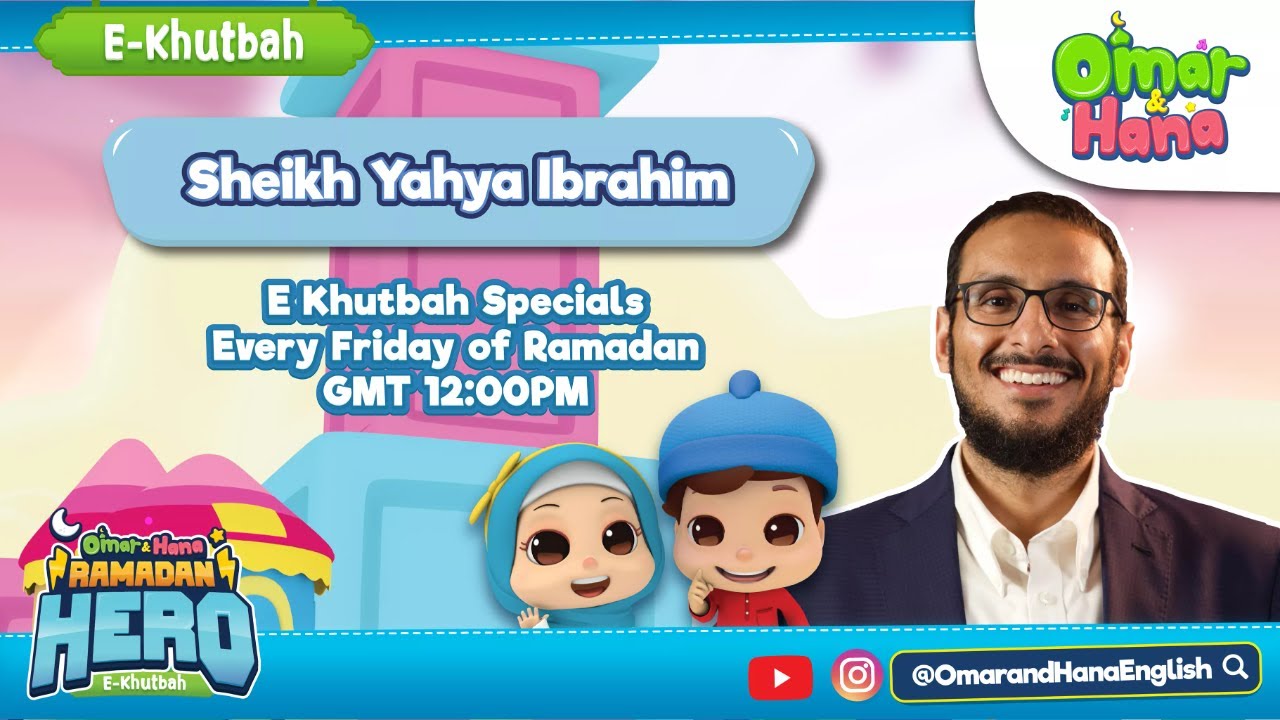 E-Khutbah
Omar
&
Hana
Sheikh Yahya Ibrahim
E Khutbah Specials
Every Friday of Ramadan
GMT 12:00PM
Omar & Hana
RAMADAN
HERO
E-Khutbah
@OmarandHanaEnglish